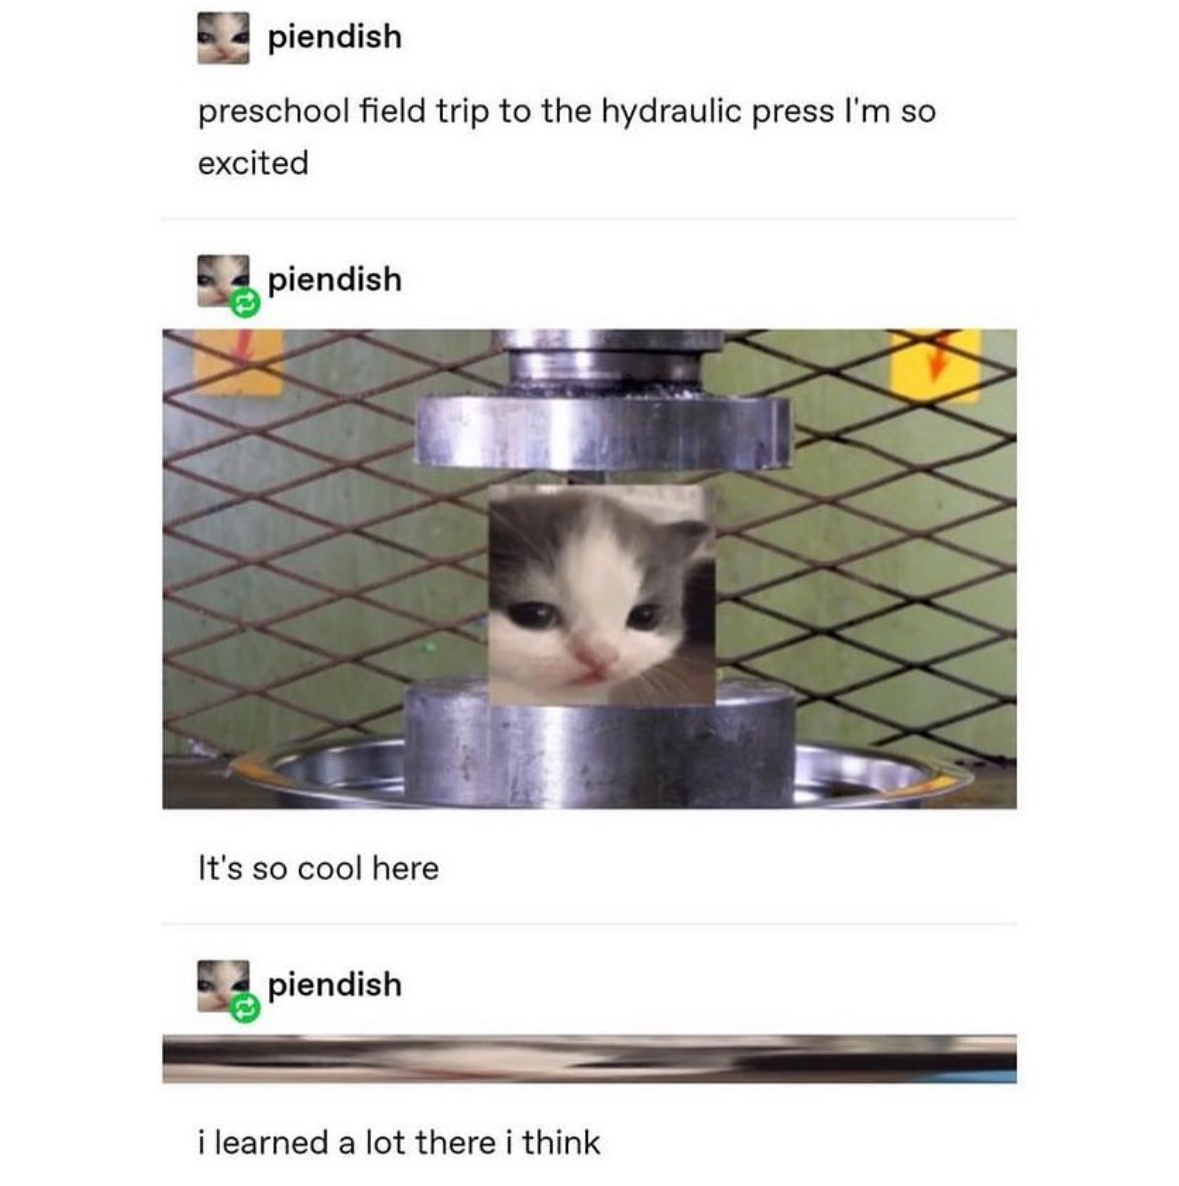 piendish
preschool field trip to the hydraulic press I'm so
excited
piendish
It's so cool here
piendish
i learned a lot there i think